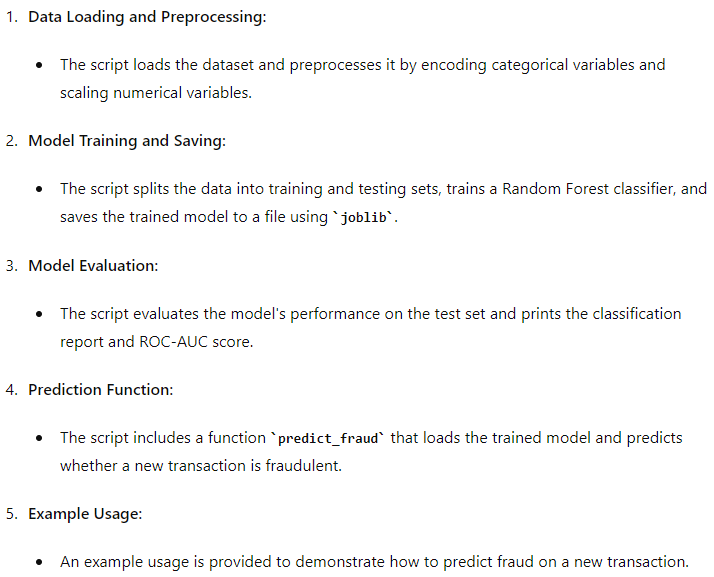 1. Data Loading and Preprocessing:
• The script loads the dataset and preprocesses it by encoding categorical variables and
scaling numerical variables.
2. Model Training and Saving:
• The script splits the data into training and testing sets, trains a Random Forest classifier, and
saves the trained model to a file using `joblib`.
3. Model Evaluation:
• The script evaluates the model's performance on the test set and prints the classification
report and ROC-AUC score.
4. Prediction Function:
• The script includes a function `predict_fraud` that loads the trained model and predicts
whether a new transaction is fraudulent.
5. Example Usage:
• An example usage is provided to demonstrate how to predict fraud on a new transaction.